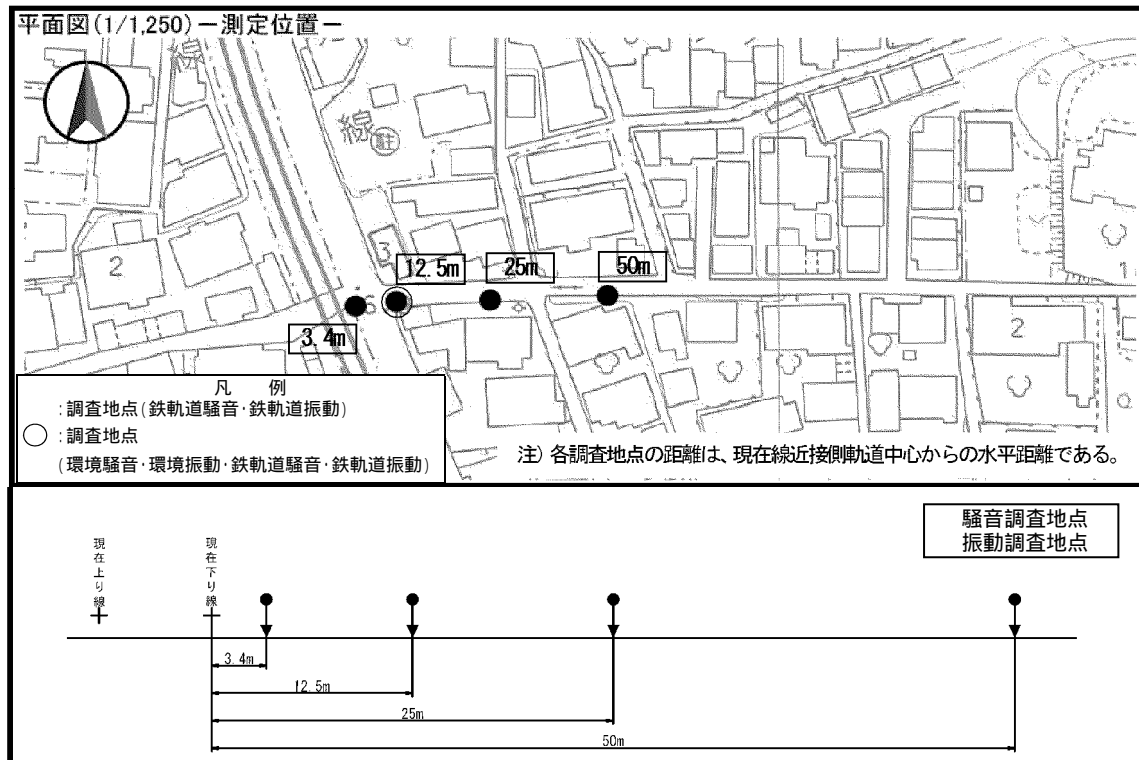 平面図(1/1,250)－測定位置－
線
線
駐
3
2
12.5m
25m
50m
3.4m
2
凡　例
:調査地点(鉄軌道騒音･鉄軌道振動)
○:調査地点
(環境騒音･環境振動･鉄軌道騒音･鉄軌道振動)
注) 各調査地点の距離は、現在線近接側軌道中心からの水平距離である。
騒音調査地点
振動調査地点
現在上り線
現在下り線
3.4m
12.5m
25m
50m